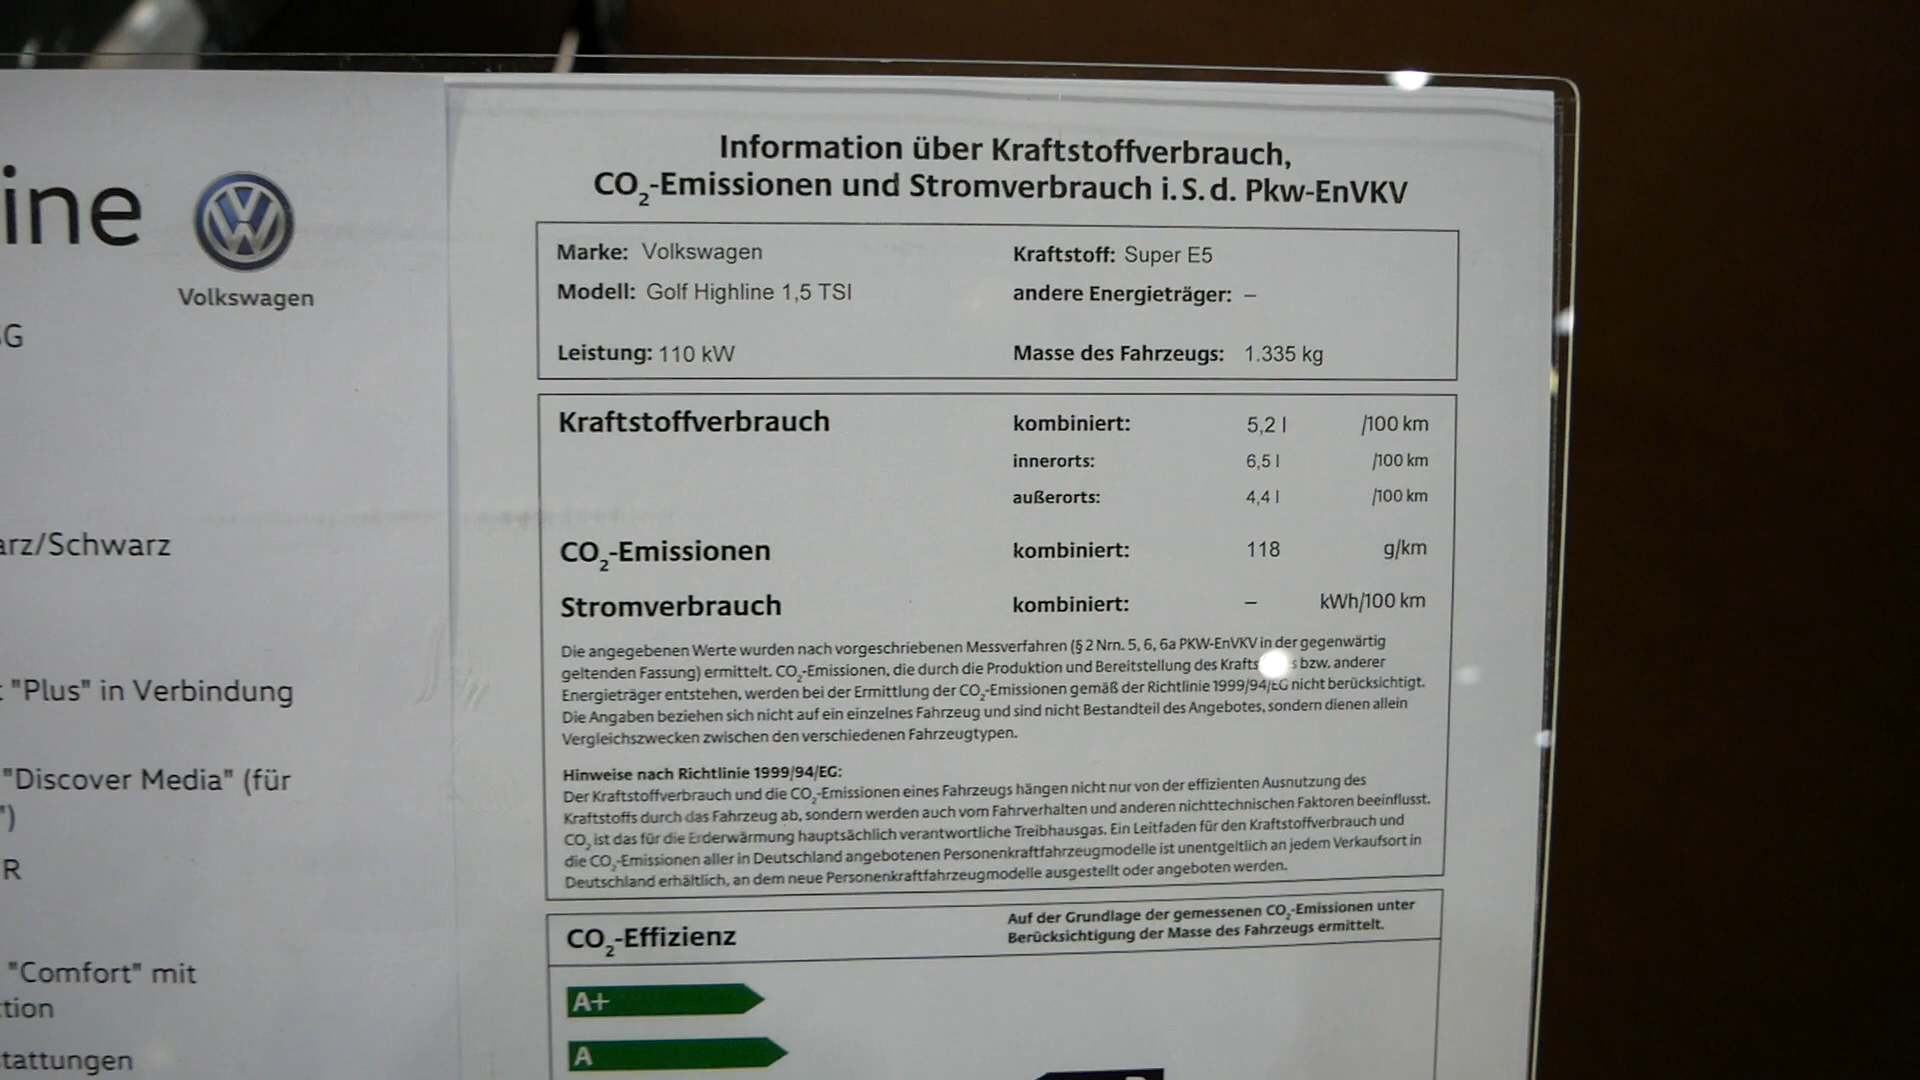 ine
Volkswagen
G
arz/Schwarz
"Plus" in Verbindung
"Discover Media" (für
")
R
"Comfort" mit
tion
tattungen
Information über Kraftstoffverbrauch,
CO₂-Emissionen und Stromverbrauch i. S. d. Pkw-EnVKV
Marke: Volkswagen Kraftstoff: Super E5
Modell: Golf Highline 1,5 TSI andere Energieträger: –
Leistung: 110 kW Masse des Fahrzeugs: 1.335 kg
Kraftstoffverbrauch kombiniert: 5,2 l /100 km
innerorts: 6,5 l /100 km
außerorts: 4,4 l /100 km
CO₂-Emissionen kombiniert: 118 g/km
Stromverbrauch kombiniert: – kWh/100 km
Die angegebenen Werte wurden nach vorgeschriebenen Messverfahren (§ 2 Nrn. 5, 6, 6a PKW-EnVKV in der gegenwärtig
geltenden Fassung) ermittelt. CO₂-Emissionen, die durch die Produktion und Bereitstellung des bzw. anderer
Energieträger entstehen, werden bei der Ermittlung der CO₂-Emissionen gemäß der Richtlinie 1999/94/EG nicht berücksichtigt.
Die Angaben beziehen sich nicht auf ein einzelnes Fahrzeug und sind nicht Bestandteil des Angebotes, sondern dienen allein
Vergleichszwecken zwischen den verschiedenen Fahrzeugtypen.
Hinweise nach Richtlinie 1999/94/EG:
Der Kraftstoffverbrauch und die CO₂-Emissionen eines Fahrzeugs hängen nicht nur von der effizienten Ausnutzung des
Kraftstoffs durch das Fahrzeug ab, sondern werden auch vom Fahrverhalten und anderen nichttechnischen Faktoren beeinflusst.
CO₂ ist das für die Erderwärmung hauptsächlich verantwortliche Treibhausgas. Ein Leitfaden für den Kraftstoffverbrauch und
die CO₂-Emissionen aller in Deutschland angebotenen Personenkraftfahrzeugmodelle ist unentgeltlich an jedem Verkaufsort in
Deutschland erhältlich, an dem neue Personenkraftfahrzeugmodelle ausgestellt oder angeboten werden.
CO₂-Effizienz
Auf der Grundlage der gemessenen CO₂-Emissionen unter
Berücksichtigung der Masse des Fahrzeugs ermittelt.
A+
A